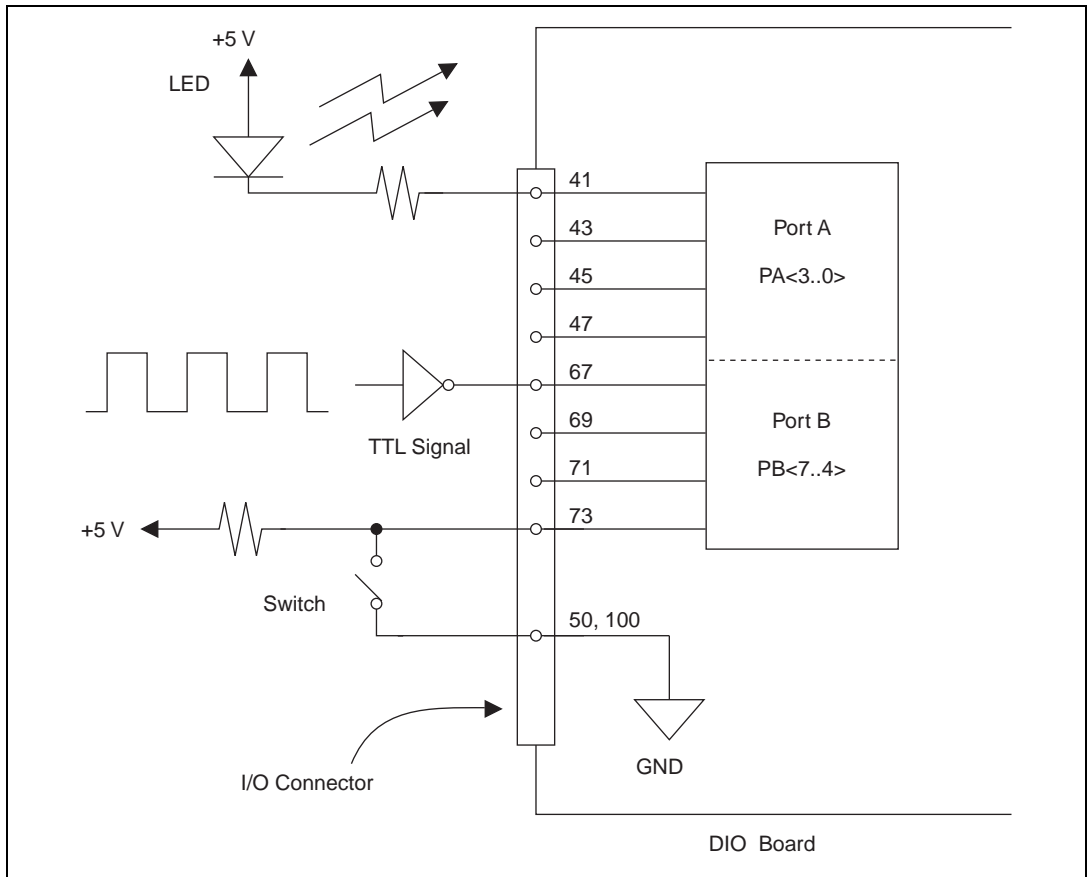 +5 V
LED
41
43
Port A
45
PA<3..0>
47
67
69
Port B
TTL Signal
71
PB<7..4>
73
+5 V
Switch
50, 100
I/O Connector
GND
DIO Board